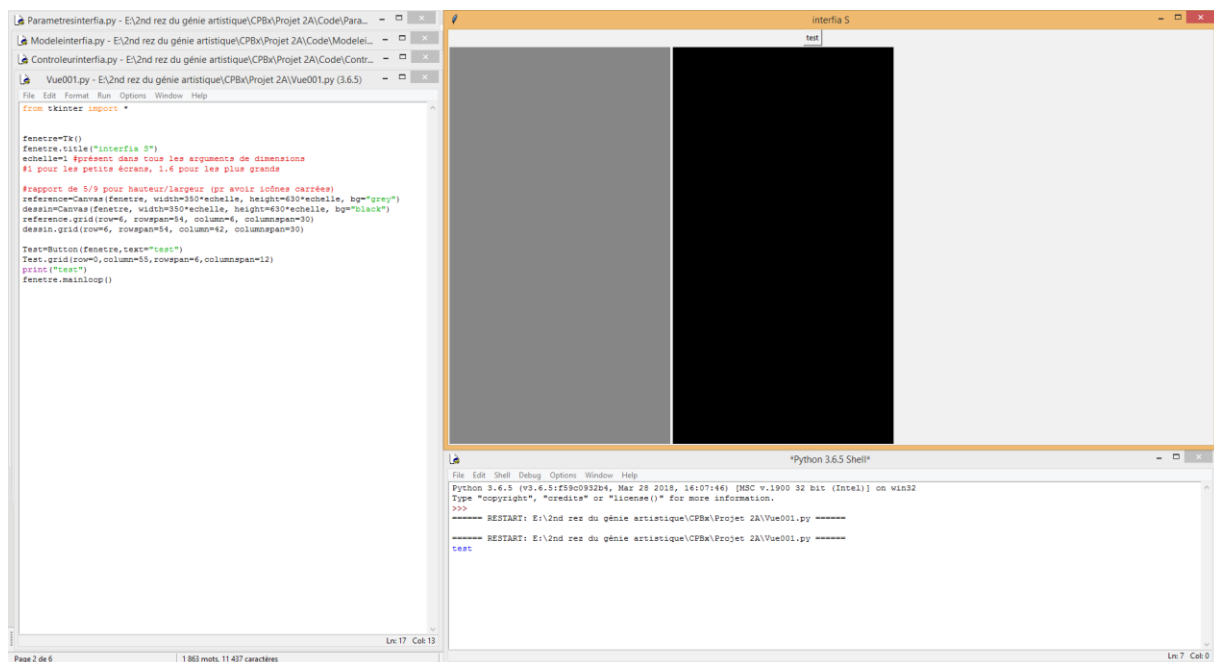 Parametresinterfia.py - E:\2nd rez du génie artistique\CPBx\Projet 2A\Code\Para...
Modeleinterfia.py - E:\2nd rez du génie artistique\CPBx\Projet 2A\Code\Modelei...
Controleurinterfia.py - E:\2nd rez du génie artistique\CPBx\Projet 2A\Code\Contr...
Vue001.py - E:\2nd rez du génie artistique\CPBx\Projet 2A\Vue001.py (3.6.5)
File Edit Format Run Options Window Help
from tkinter import *
fenetre=Tk()
fenetre.title("interfia S")
echelle=1 #présent dans tous les arguments de dimensions
#1 pour les petits écrans, 1.6 pour les plus grands
#rapport de 5/9 pour hauteur/largeur (pr avoir icônes carrées)
reference=Canvas(fenetre, width=350*echelle, height=630*echelle, bg="grey")
dessin=Canvas(fenetre, width=350*echelle, height=630*echelle, bg="black")
reference.grid(row=6, rowspan=54, column=6, columnspan=30)
dessin.grid(row=6, rowspan=54, column=42, columnspan=30)
Test=Button(fenetre,text="test")
Test.grid(row=0,column=55,rowspan=6,columnspan=12)
print("test")
fenetre.mainloop()
Ln: 17 Col: 13
Page 2 de 6 1 863 mots, 11 437 caractères
interfia S
test
*Python 3.6.5 Shell*
File Edit Shell Debug Options Window Help
Python 3.6.5 (v3.6.5:f59c0932b4, Mar 28 2018, 16:07:46) [MSC v.1900 32 bit (Intel)] on win32
Type "copyright", "credits" or "license()" for more information.
>>>
====== RESTART: E:\2nd rez du génie artistique\CPBx\Projet 2A\Vue001.py ======
====== RESTART: E:\2nd rez du génie artistique\CPBx\Projet 2A\Vue001.py ======
test
Ln: 7 Col: 0